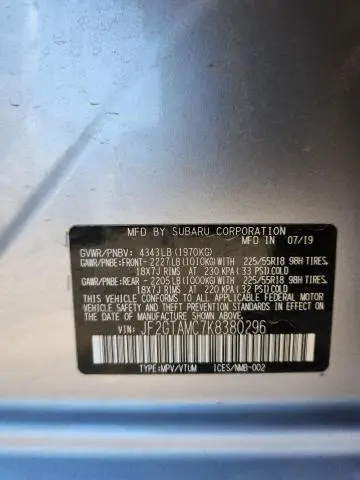 MFD BY SUBARU CORPORATION
MFD IN 07/19
GVWR/PNBV: 4343LB(1970KG)
GAWR/PNBE:FRONT-2227LB(1010KG)WITH 225/55R18 98H TIRES,
18X7J RIMS AT 230 KPA(33 PSI)COLD
GAWR/PNBE:REAR -2205LB(1000KG)WITH 225/55R18 98H TIRES,
18X7J RIMS AT 220 KPA(32 PSI)COLD
THIS VEHICLE CONFORMS TO ALL APPLICABLE FEDERAL MOTOR
VEHICLE SAFETY AND THEFT PREVENTION STANDARDS IN EFFECT
ON THE DATE OF MANUFACTURE SHOWN ABOVE.
VIN: JF2GTAMC7K8380296
TYPE:MPV/VTUM ICES/NMB-002